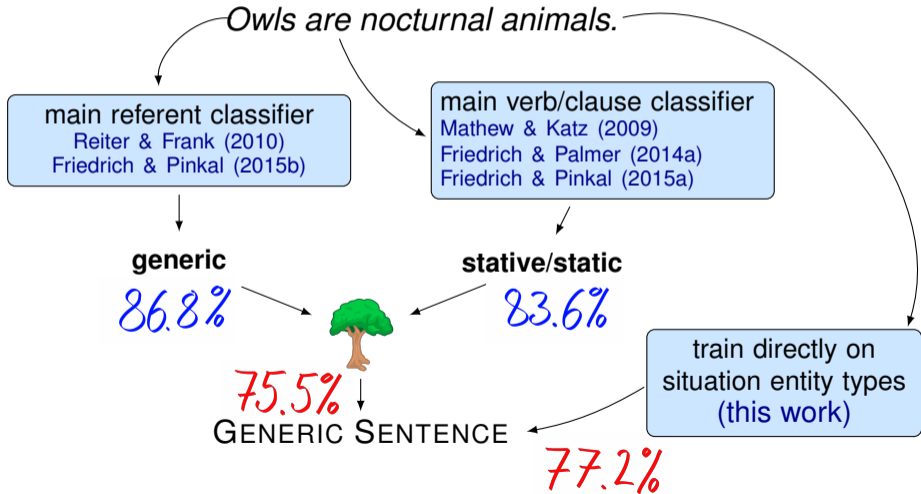 Owls are nocturnal animals.
main referent classifier
Reiter & Frank (2010)
Friedrich & Pinkal (2015b)
main verb/clause classifier
Mathew & Katz (2009)
Friedrich & Palmer (2014a)
Friedrich & Pinkal (2015a)
generic
86.8%
stative/static
83.6%
train directly on
situation entity types
(this work)
75.5%
GENERIC SENTENCE
77.2%